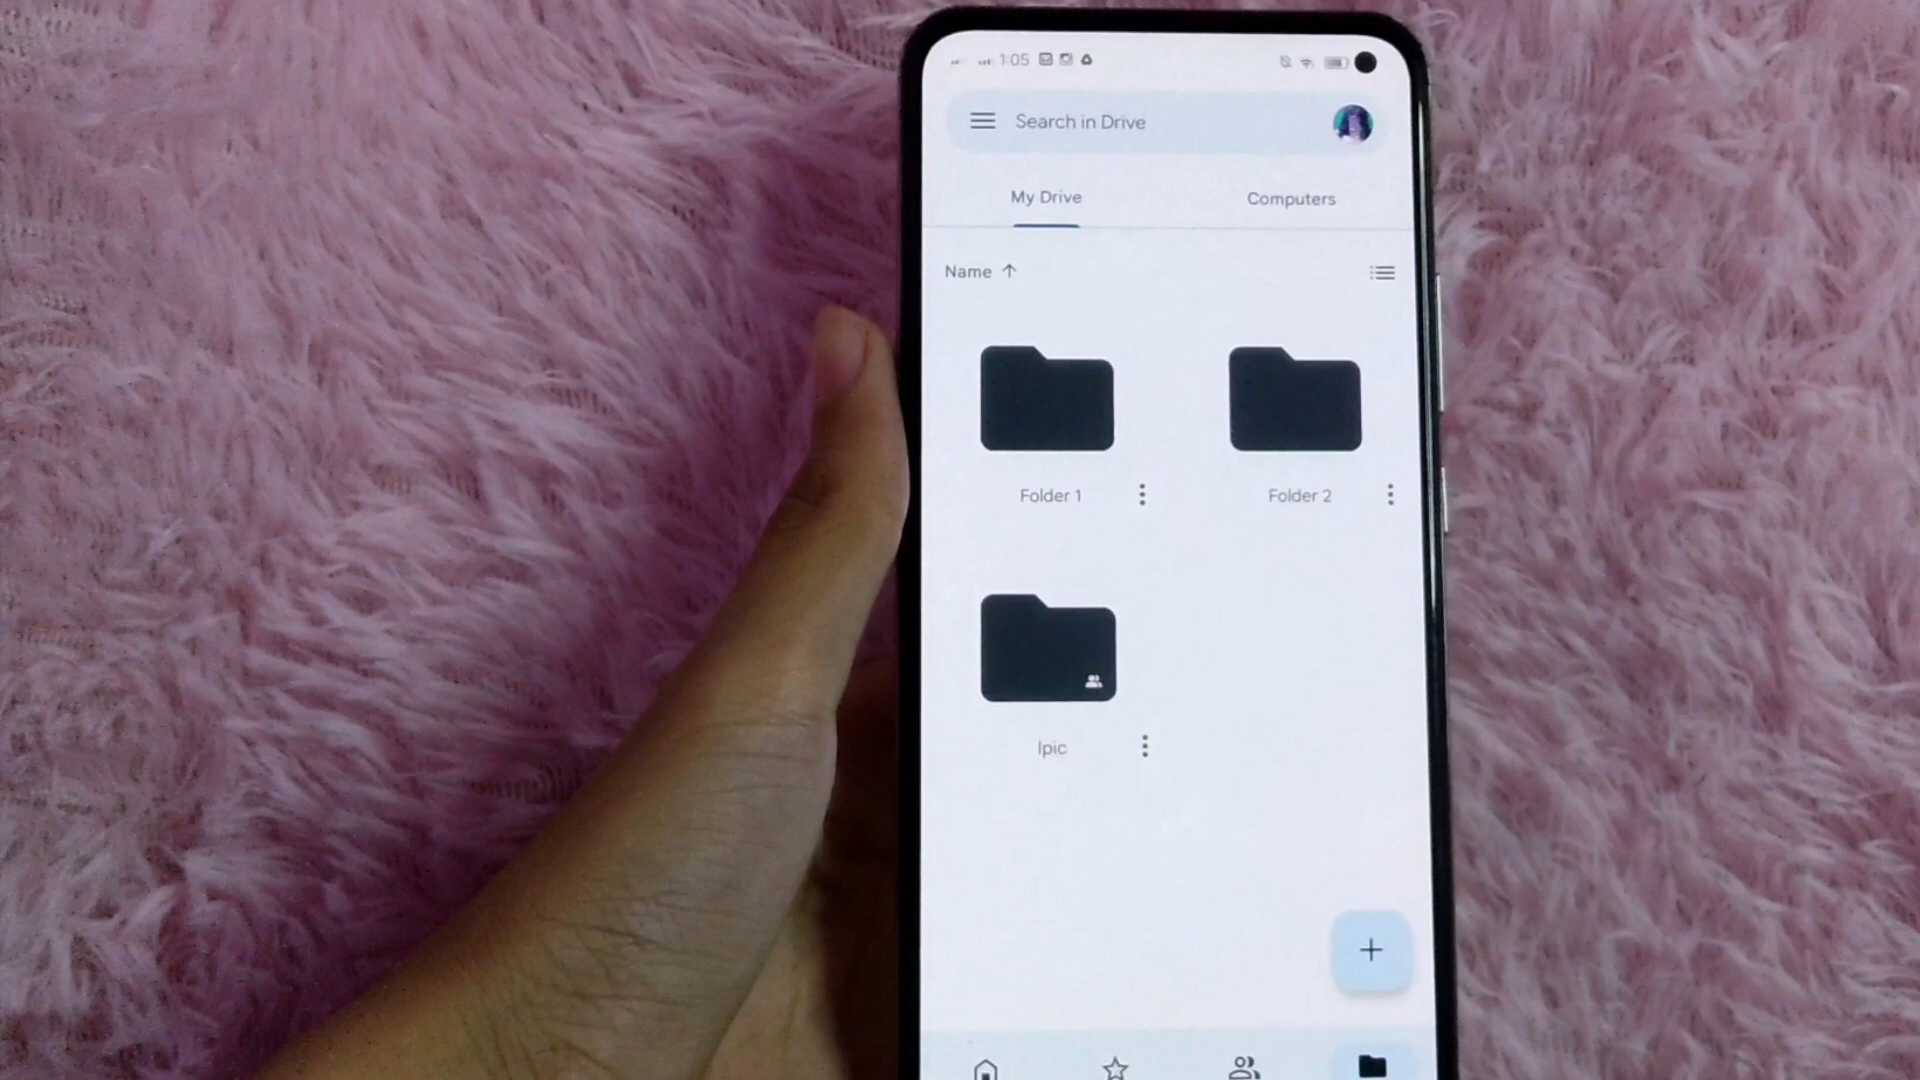 1:05
Search in Drive
My Drive
Computers
Name
Folder 1
Folder 2
Ipic